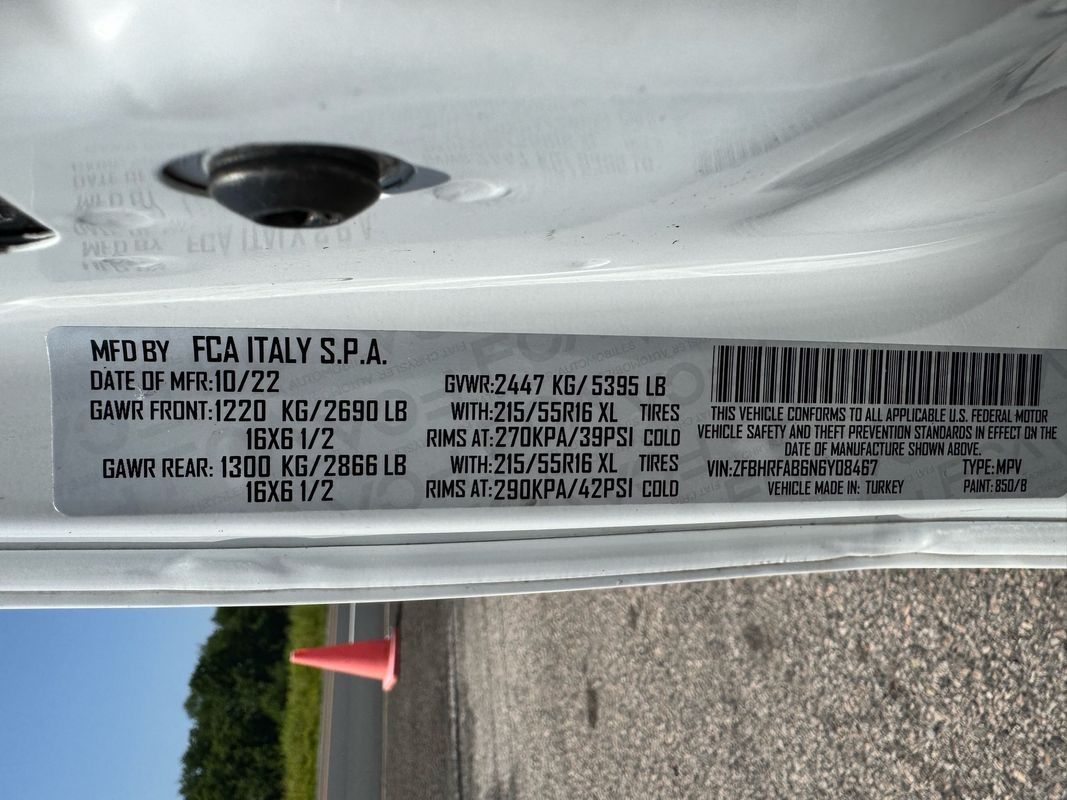 MFD BY FCA ITALY S.P.A.
DATE OF MFR:10/22
GAWR FRONT:1220 KG/2690 LB
16X6 1/2
GAWR REAR: 1300 KG/2866 LB
16X6 1/2
GVWR:2447 KG/5395 LB
WITH:215/55R16 XL TIRES
RIMS AT:270KPA/39PSI COLD
WITH:215/55R16 XL TIRES
RIMS AT:290KPA/42PSI COLD
THIS VEHICLE CONFORMS TO ALL APPLICABLE U.S. FEDERAL MOTOR
VEHICLE SAFETY AND THEFT PREVENTION STANDARDS IN EFFECT ON THE
DATE OF MANUFACTURE SHOWN ABOVE.
VIN:ZFBHRFAB6N6Y08467 TYPE:MPV
VEHICLE MADE IN: TURKEY PAINT:850/B